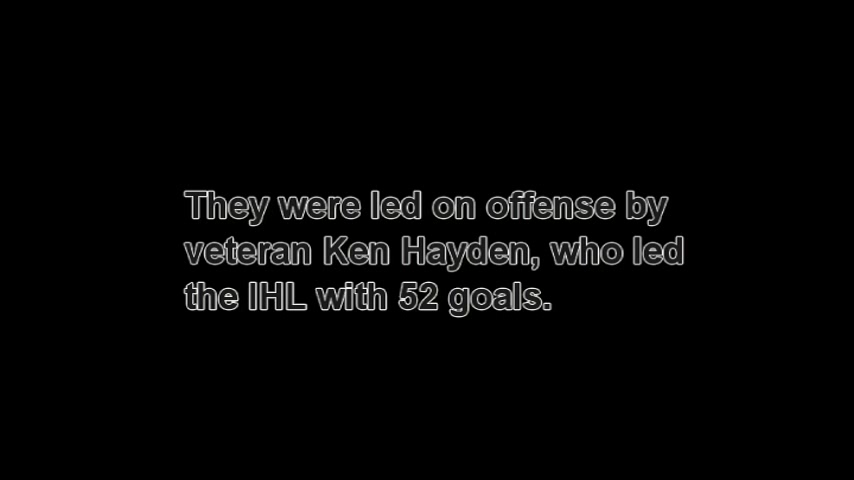 They were led on offense by
veteran Ken Hayden, who led
the IHL with 52 goals.